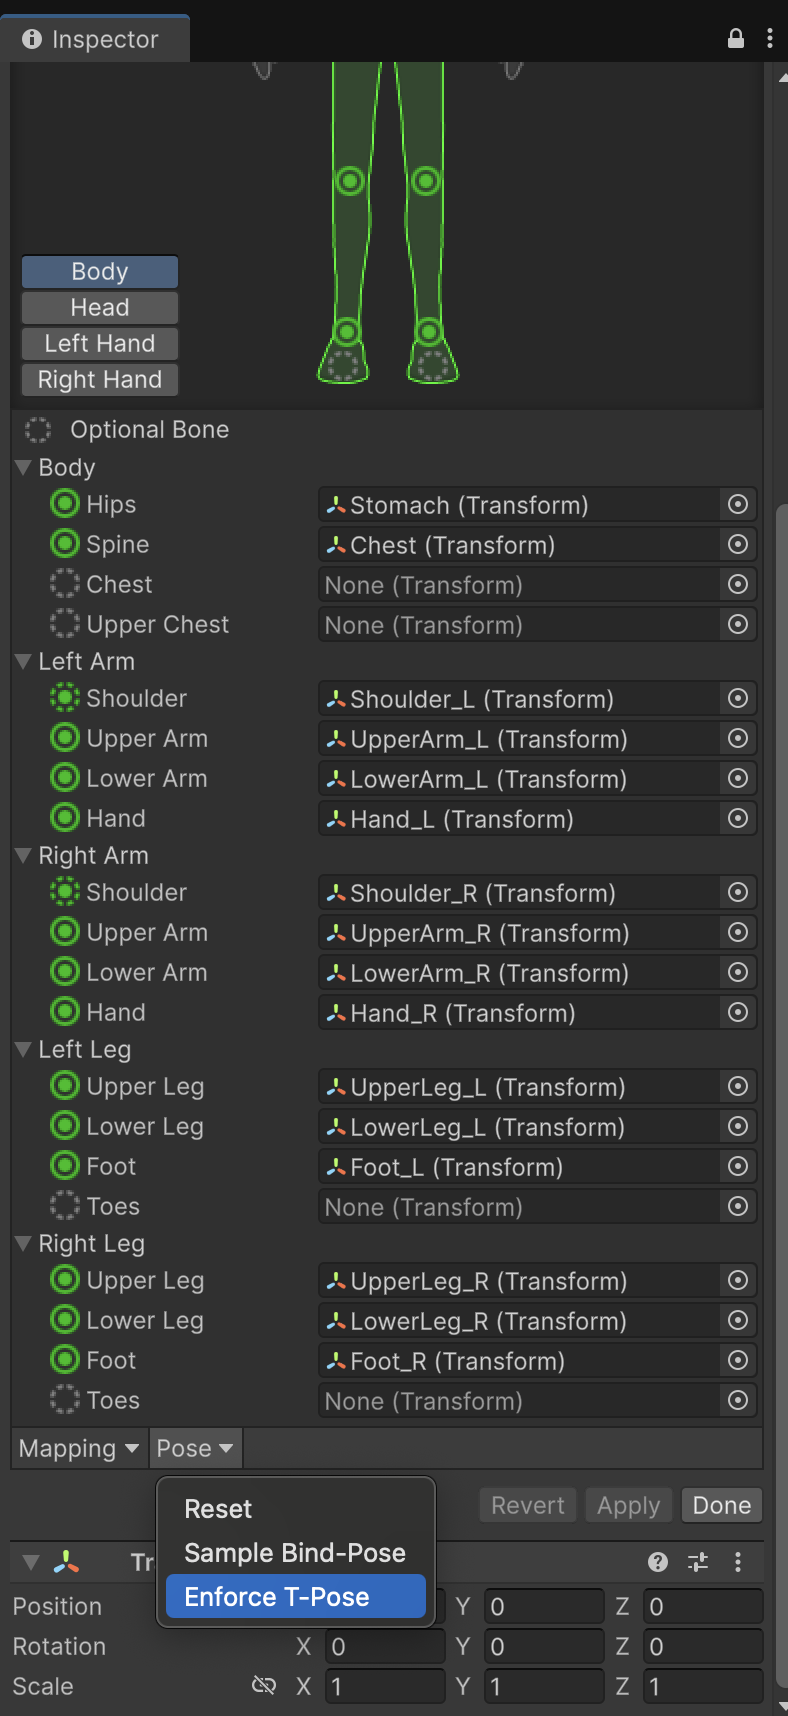 Inspector
Body
Head
Left Hand
Right Hand
Optional Bone
Body
Hips Stomach (Transform)
Spine Chest (Transform)
Chest None (Transform)
Upper Chest None (Transform)
Left Arm
Shoulder Shoulder_L (Transform)
Upper Arm UpperArm_L (Transform)
Lower Arm LowerArm_L (Transform)
Hand Hand_L (Transform)
Right Arm
Shoulder Shoulder_R (Transform)
Upper Arm UpperArm_R (Transform)
Lower Arm LowerArm_R (Transform)
Hand Hand_R (Transform)
Left Leg
Upper Leg UpperLeg_L (Transform)
Lower Leg LowerLeg_L (Transform)
Foot Foot_L (Transform)
Toes None (Transform)
Right Leg
Upper Leg UpperLeg_R (Transform)
Lower Leg LowerLeg_R (Transform)
Foot Foot_R (Transform)
Toes None (Transform)
Mapping Pose
Reset
Sample Bind-Pose
Enforce T-Pose
Revert Apply Done
Position Y 0 Z 0
Rotation X 0 Y 0 Z 0
Scale X 1 Y 1 Z 1